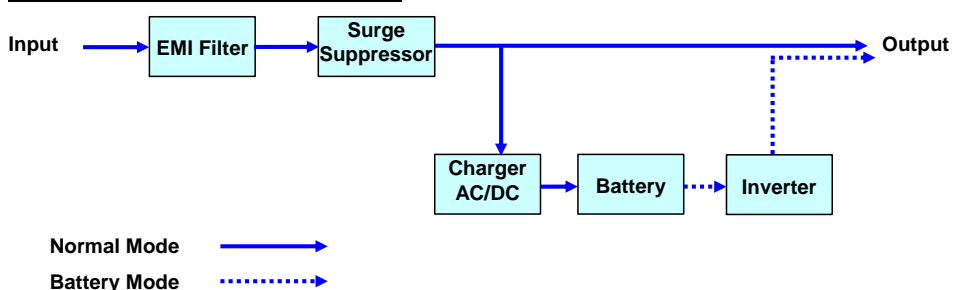 Input
EMI Filter
Surge
Suppressor
Output
Charger
AC/DC
Battery
Inverter
Normal Mode
Battery Mode